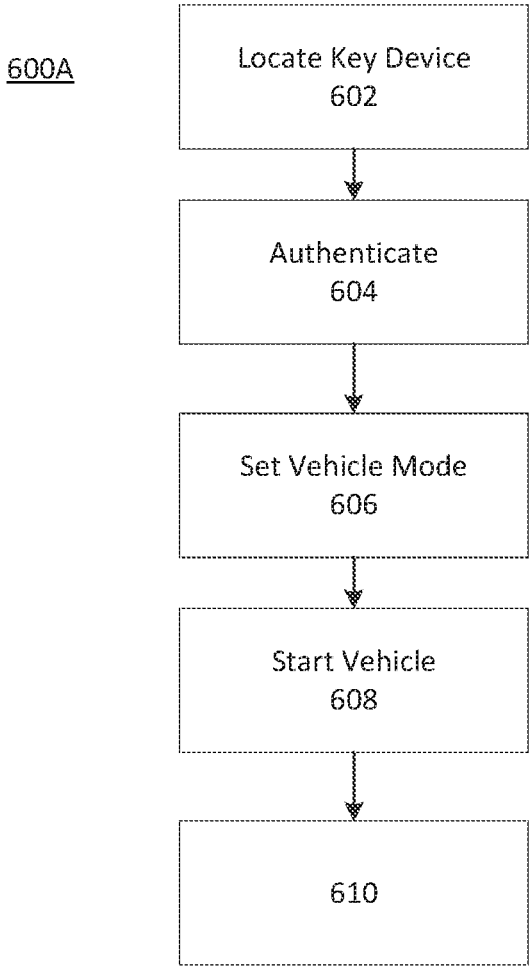 600A
Locate Key Device
602
Authenticate
604
Set Vehicle Mode
606
Start Vehicle
608
610